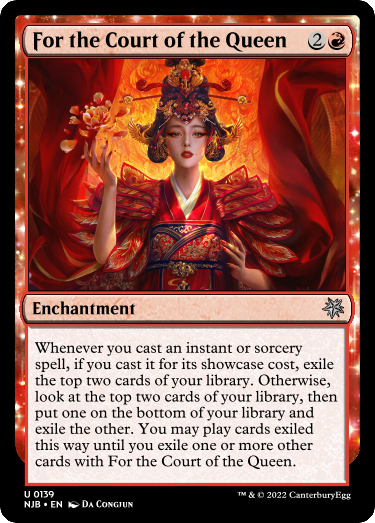 For the Court of the Queen 2
Enchantment
Whenever you cast an instant or sorcery
spell, if you cast it for its showcase cost, exile
the top two cards of your library. Otherwise,
look at the top two cards of your library, then
put one on the bottom of your library and
exile the other. You may play cards exiled
this way until you exile one or more other
cards with For the Court of the Queen.
U 0139
NJB • EN Da Congjun ™ & © 2022 CanterburyEgg